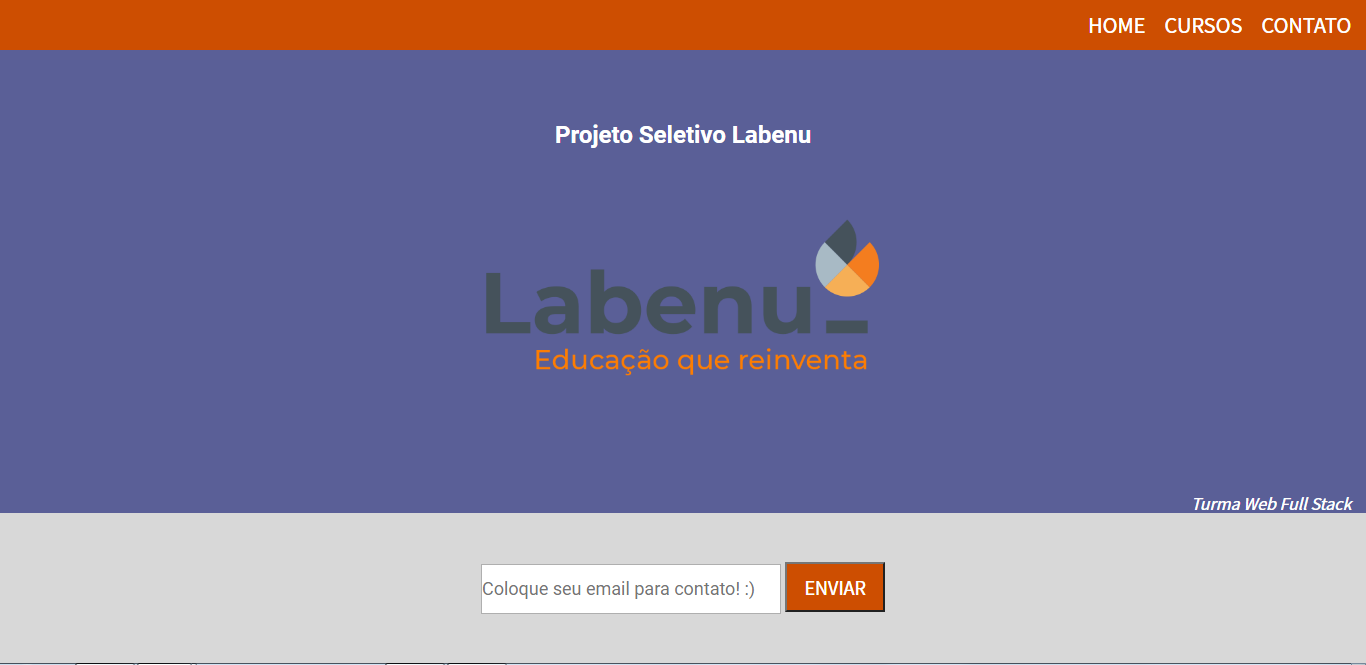 HOME CURSOS CONTATO
Projeto Seletivo Labenu
Labenu_
Educação que reinventa
Turma Web Full Stack
Coloque seu email para contato! :) ENVIAR